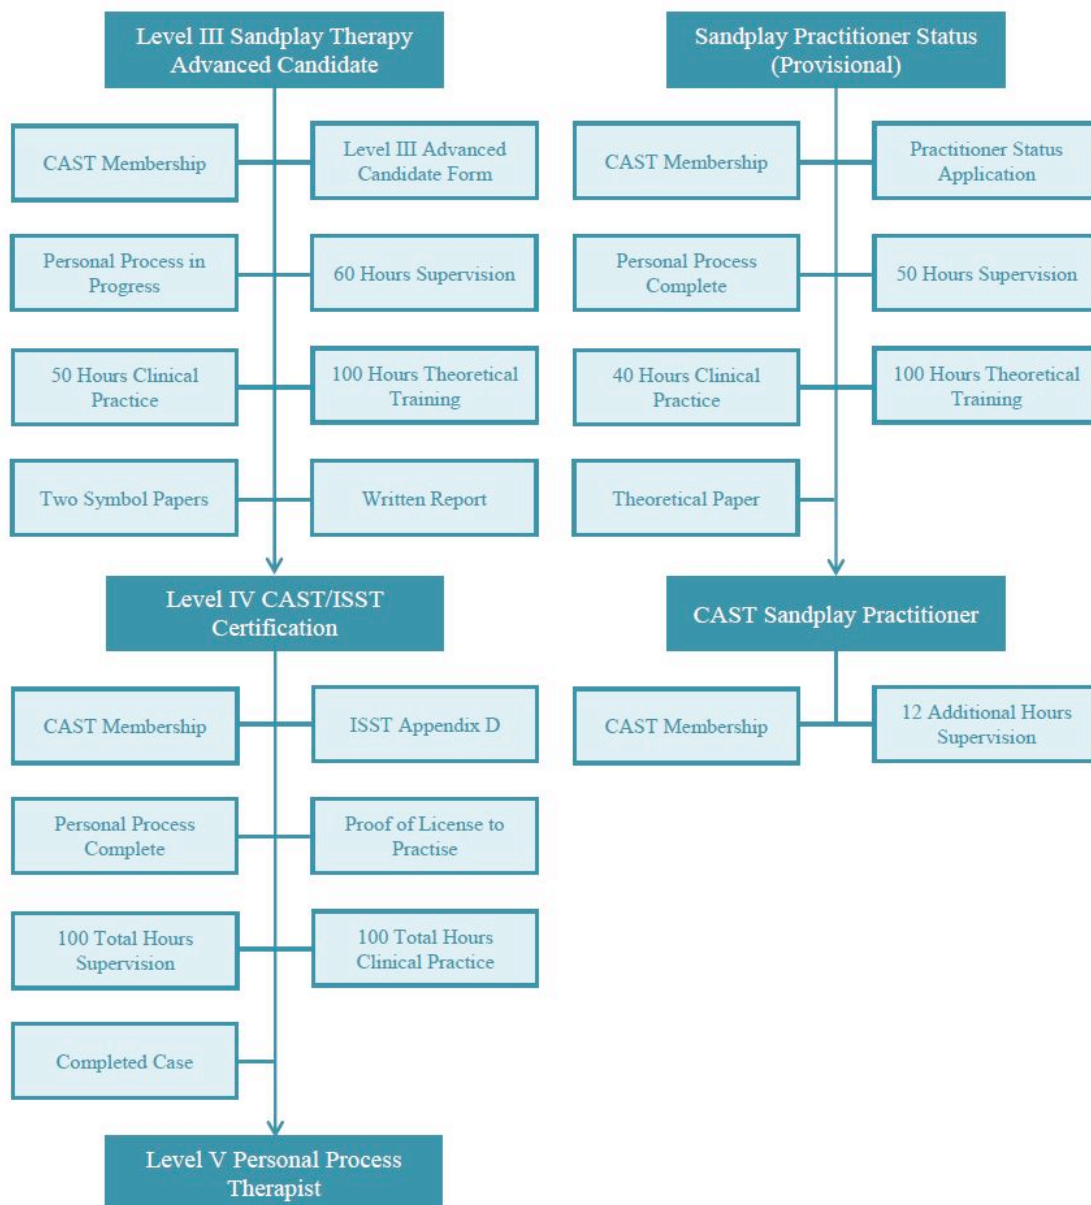 Level III Sandplay Therapy
Advanced Candidate
CAST Membership
Level III Advanced
Candidate Form
Personal Process in
Progress
60 Hours Supervision
50 Hours Clinical
Practice
100 Hours Theoretical
Training
Two Symbol Papers
Written Report
Level IV CAST/ISST
Certification
CAST Membership
ISST Appendix D
Personal Process
Complete
Proof of License to
Practise
100 Total Hours
Supervision
100 Total Hours
Clinical Practice
Completed Case
Level V Personal Process
Therapist
Sandplay Practitioner Status
(Provisional)
CAST Membership
Practitioner Status
Application
Personal Process
Complete
50 Hours Supervision
40 Hours Clinical
Practice
100 Hours Theoretical
Training
Theoretical Paper
CAST Sandplay Practitioner
CAST Membership
12 Additional Hours
Supervision